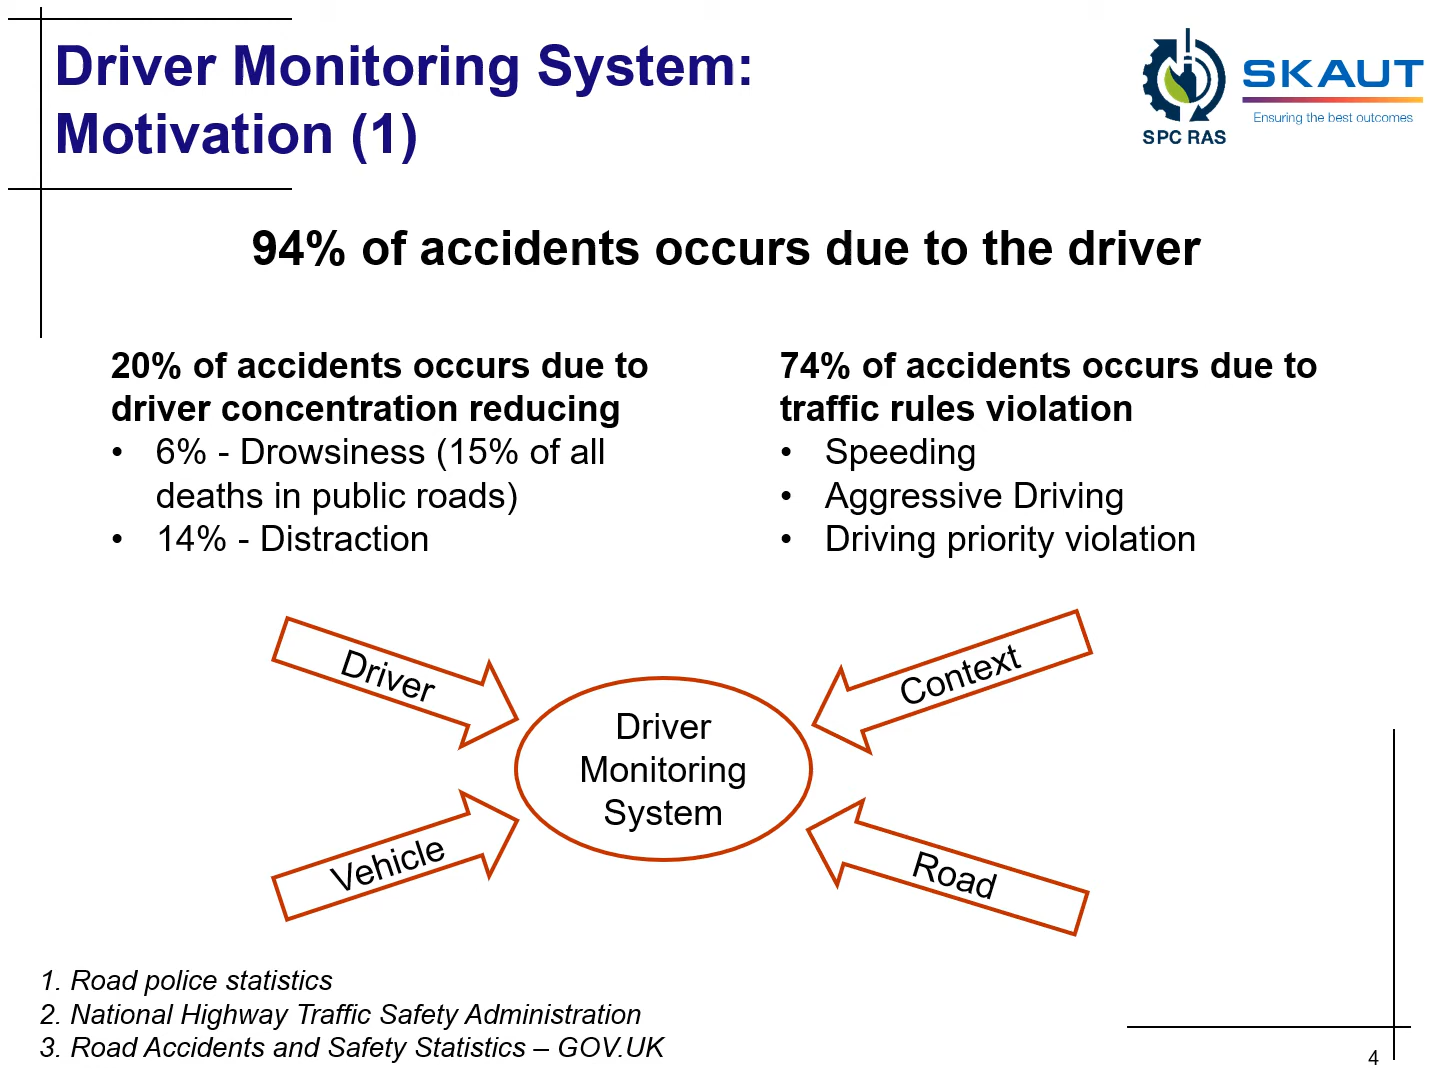 Driver Monitoring System:
Motivation (1)
SPC RAS
SKAUT
Ensuring the best outcomes
94% of accidents occurs due to the driver
20% of accidents occurs due to
driver concentration reducing
• 6% - Drowsiness (15% of all
deaths in public roads)
• 14% - Distraction
74% of accidents occurs due to
traffic rules violation
• Speeding
• Aggressive Driving
• Driving priority violation
Driver
Context
Driver
Monitoring
System
Vehicle
Road
1. Road police statistics
2. National Highway Traffic Safety Administration
3. Road Accidents and Safety Statistics – GOV.UK
4